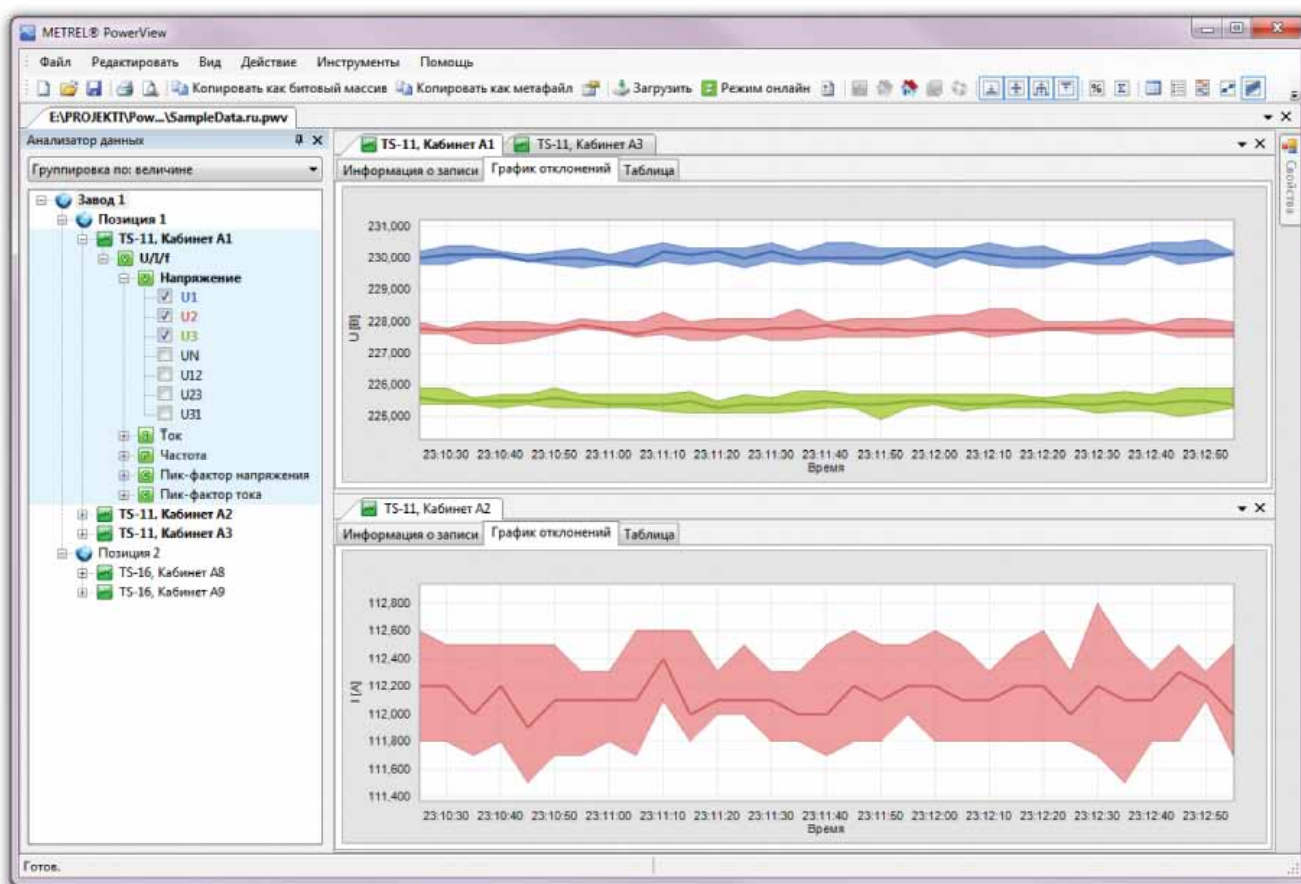 METREL® PowerView
Файл Редактировать Вид Действие Инструменты Помощь
Копировать как битовый массив Копировать как метафайл Загрузить Режим онлайн % Σ
E:\PROJEKTI\Pow...\SampleData.ru.pwv
Анализатор данных
Группировка по: величине
Завод 1
Позиция 1
TS-11, Кабинет A1
U/I/f
Напряжение
U1
U2
U3
UN
U12
U23
U31
Ток
Частота
Пик-фактор напряжения
Пик-фактор тока
TS-11, Кабинет A2
TS-11, Кабинет A3
Позиция 2
TS-16, Кабинет A8
TS-16, Кабинет A9
TS-11, Кабинет A1 TS-11, Кабинет A3
Информация о записи График отклонений Таблица
231,000
230,000
229,000
228,000
227,000
226,000
225,000
U [В]
23:10:30 23:10:40 23:10:50 23:11:00 23:11:10 23:11:20 23:11:30 23:11:40 23:11:50 23:12:00 23:12:10 23:12:20 23:12:30 23:12:40 23:12:50
Время
TS-11, Кабинет A2
Информация о записи График отклонений Таблица
112,800
112,600
112,400
112,200
112,000
111,800
111,600
111,400
I [A]
23:10:30 23:10:40 23:10:50 23:11:00 23:11:10 23:11:20 23:11:30 23:11:40 23:11:50 23:12:00 23:12:10 23:12:20 23:12:30 23:12:40 23:12:50
Время
Свойства
Готов.